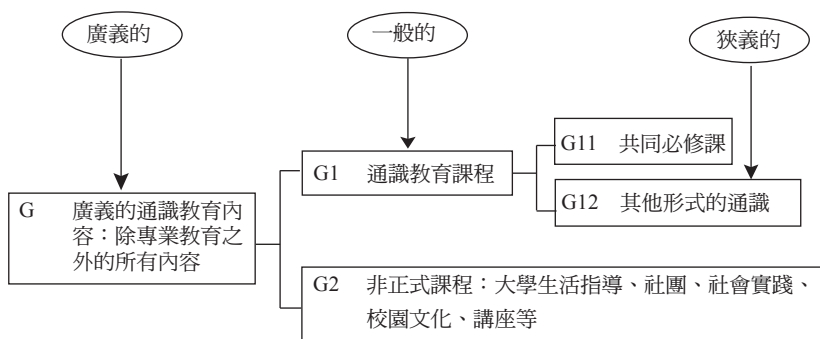 廣義的
一般的
狹義的
G11 共同必修課
G1 通識教育課程
G12 其他形式的通識
G 廣義的通識教育內
容：除專業教育之
外的所有內容
G2 非正式課程：大學生活指導、社團、社會實踐、
校園文化、講座等